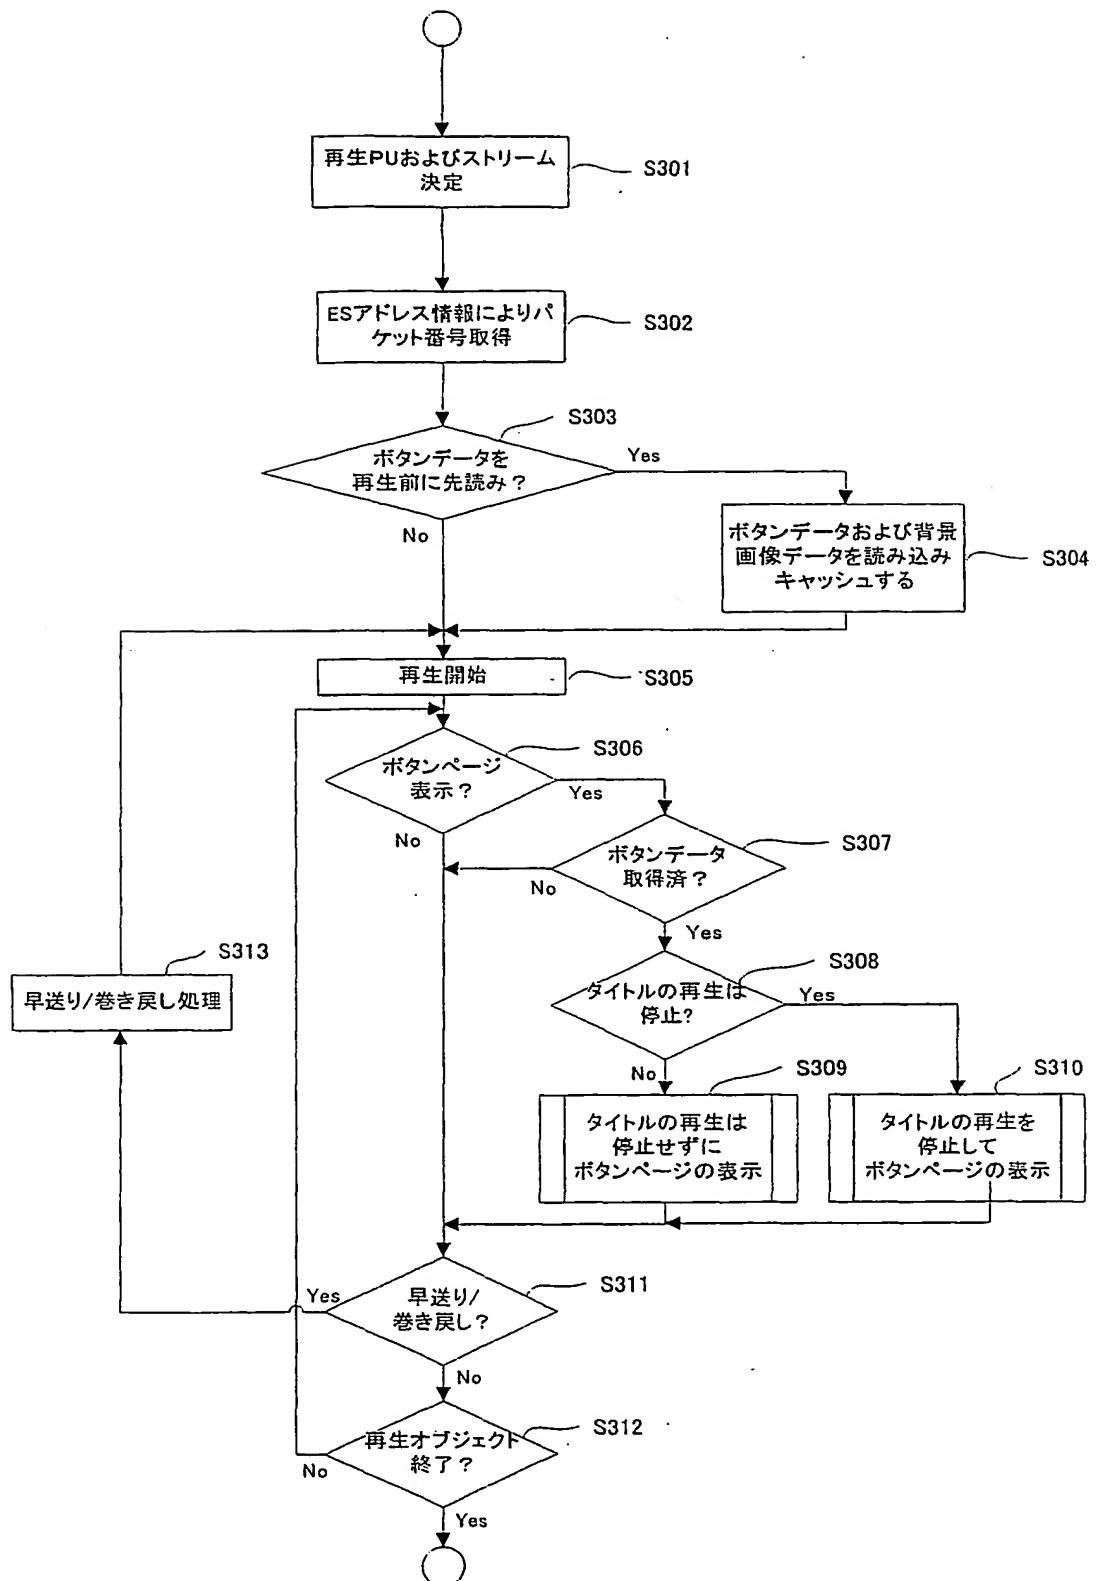 再生PUおよびストリーム
決定
S301
ESアドレス情報によりパ
ケット番号取得
S302
S303
ボタンデータを
再生前に先読み？
Yes
No
ボタンデータおよび背景
画像データを読み込み
キャッシュする
S304
再生開始
S305
S306
ボタンページ
表示？
Yes
No
S307
ボタンデータ
取得済？
No
Yes
S313
早送り/巻き戻し処理
S308
タイトルの再生は
停止?
Yes
No
S309
タイトルの再生は
停止せずに
ボタンページの表示
S310
タイトルの再生を
停止して
ボタンページの表示
S311
Yes
早送り/
巻き戻し？
No
S312
再生オブジェクト
終了？
No
Yes